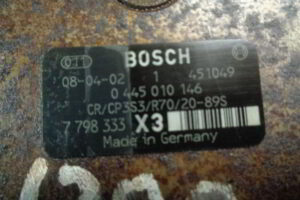 BOSCH
08-04-02 1 451049
0 445 010 146
CR/CP3S3/R70/20-89S
7 798 333 X3
Made in Germany